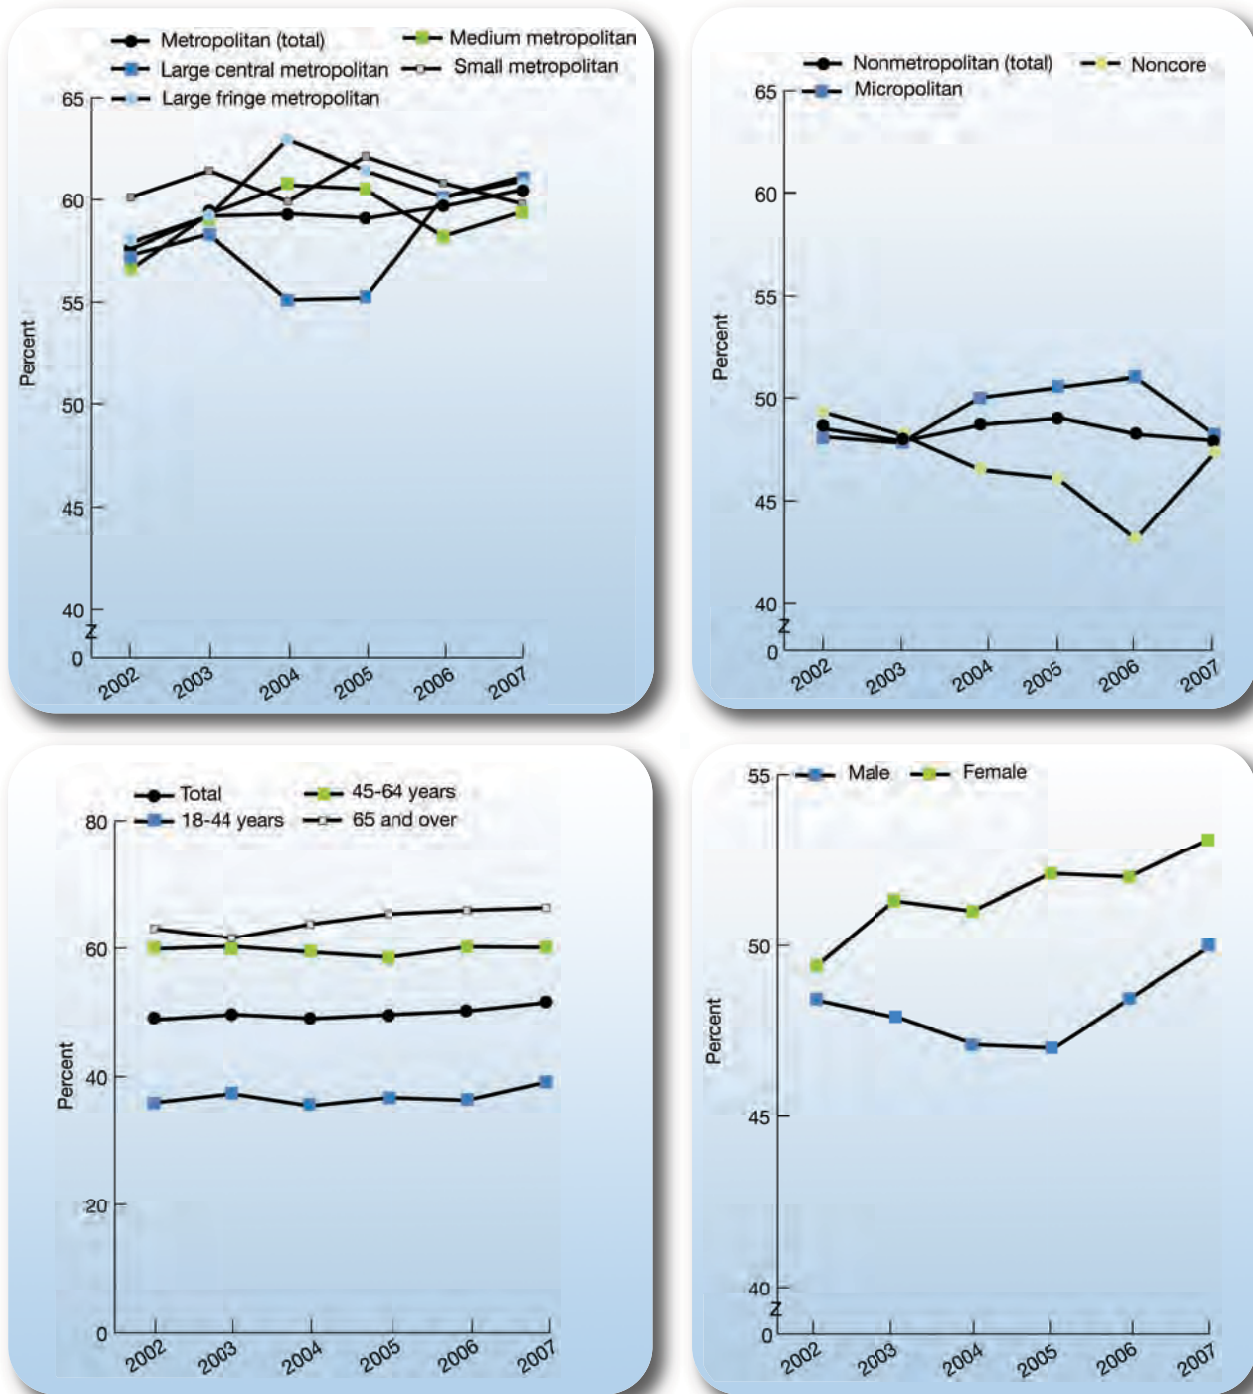 Metropolitan (total)
Medium metropolitan
Large central metropolitan
Small metropolitan
Large fringe metropolitan
65
60
55
50
45
40
Z
0
Percent
2002 2003 2004 2005 2006 2007
Nonmetropolitan (total)
Noncore
Micropolitan
65
60
55
50
45
40
Z
0
Percent
2002 2003 2004 2005 2006 2007
Total
45-64 years
18-44 years
65 and over
80
60
40
20
0
Percent
2002 2003 2004 2005 2006 2007
Male
Female
55
50
45
40
Z
0
Percent
2002 2003 2004 2005 2006 2007